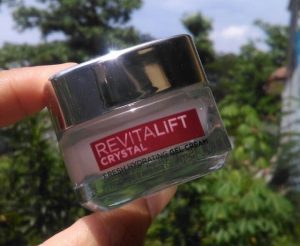 REVITALIFT
CRYSTAL
FRESH HYDRATING GEL CREAM